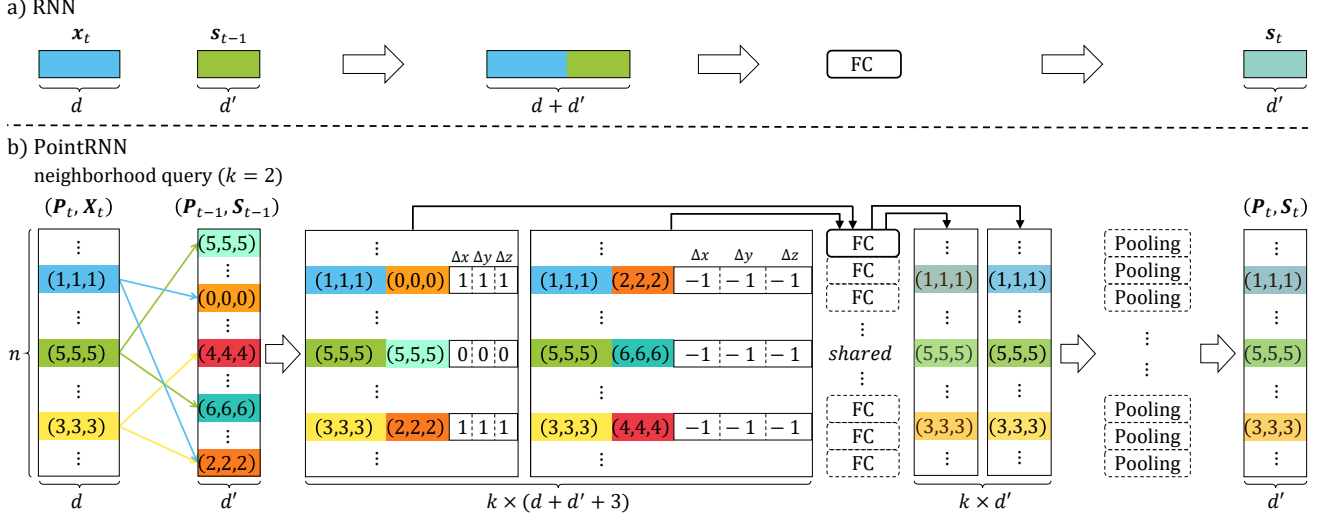 a) RNN
x_t s_{t−1} s_t
FC
d d′ d + d′ d′
b) PointRNN
neighborhood query (k = 2)
(P_t, X_t) (P_{t−1}, S_{t−1}) (P_t, S_t)
⋮ (5,5,5) ⋮ ⋮ FC ⋮ ⋮ Pooling ⋮
⋮ Δx Δy Δz Δx Δy Δz FC Pooling
(1,1,1) (0,0,0) (1,1,1) (0,0,0) 1 1 1 (1,1,1) (2,2,2) −1 −1 −1 FC (1,1,1) (1,1,1) Pooling (1,1,1)
⋮ ⋮ ⋮ ⋮ ⋮ ⋮ ⋮ ⋮ ⋮
n (5,5,5) (4,4,4) (5,5,5) (5,5,5) 0 0 0 (5,5,5) (6,6,6) −1 −1 −1 shared (5,5,5) (5,5,5) (5,5,5)
⋮ ⋮ ⋮ ⋮ ⋮ ⋮ ⋮ ⋮ ⋮
(6,6,6) FC Pooling
(3,3,3) ⋮ (3,3,3) (2,2,2) 1 1 1 (3,3,3) (4,4,4) −1 −1 −1 FC (3,3,3) (3,3,3) Pooling (3,3,3)
⋮ (2,2,2) ⋮ ⋮ FC ⋮ ⋮ Pooling ⋮
d d′ k × (d + d′ + 3) k × d′ d′